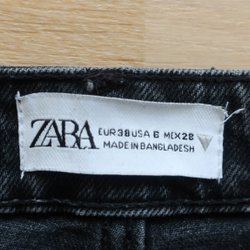 ZARA
EUR 38 USA 6 MEX 28
MADE IN BANGLADESH